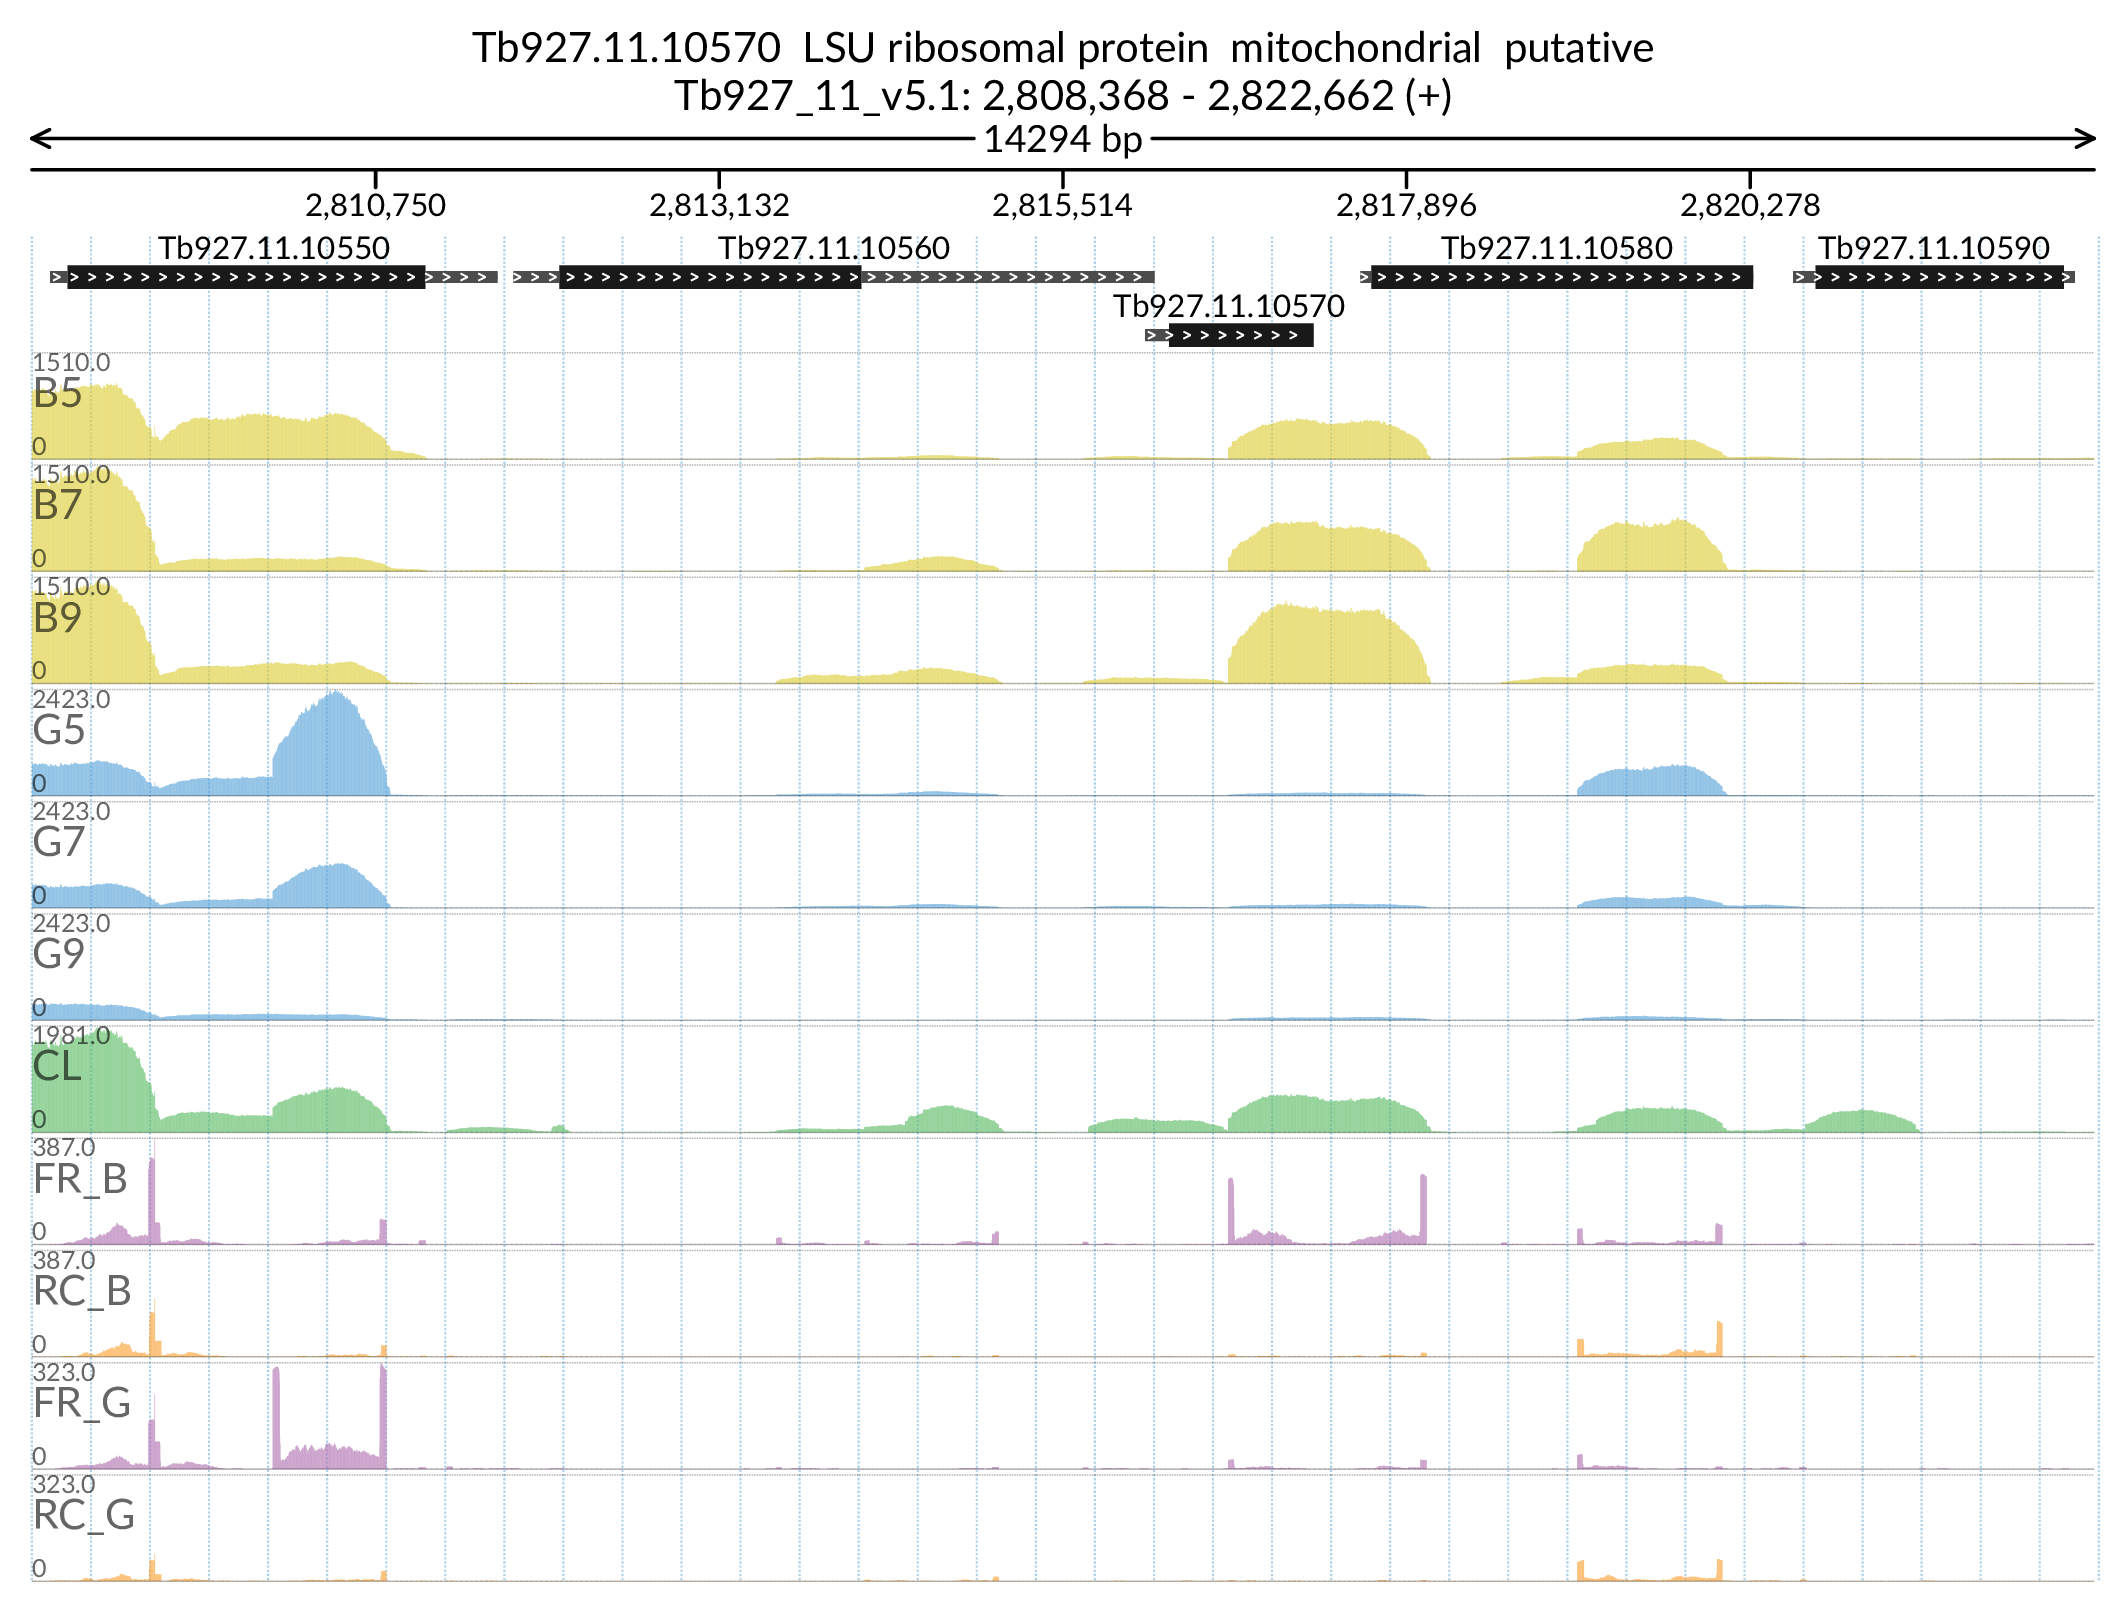 Tb927.11.10570 LSU ribosomal protein mitochondrial putative
Tb927_11_v5.1: 2,808,368 - 2,822,662 (+)
14294 bp
2,810,750 2,813,132 2,815,514 2,817,896 2,820,278
Tb927.11.10550 Tb927.11.10560 Tb927.11.10580 Tb927.11.10590
Tb927.11.10570
1510.0
B5
0
1510.0
B7
0
1510.0
B9
0
2423.0
G5
0
2423.0
G7
0
2423.0
G9
0
1981.0
CL
0
387.0
FR_B
0
387.0
RC_B
0
323.0
FR_G
0
323.0
RC_G
0